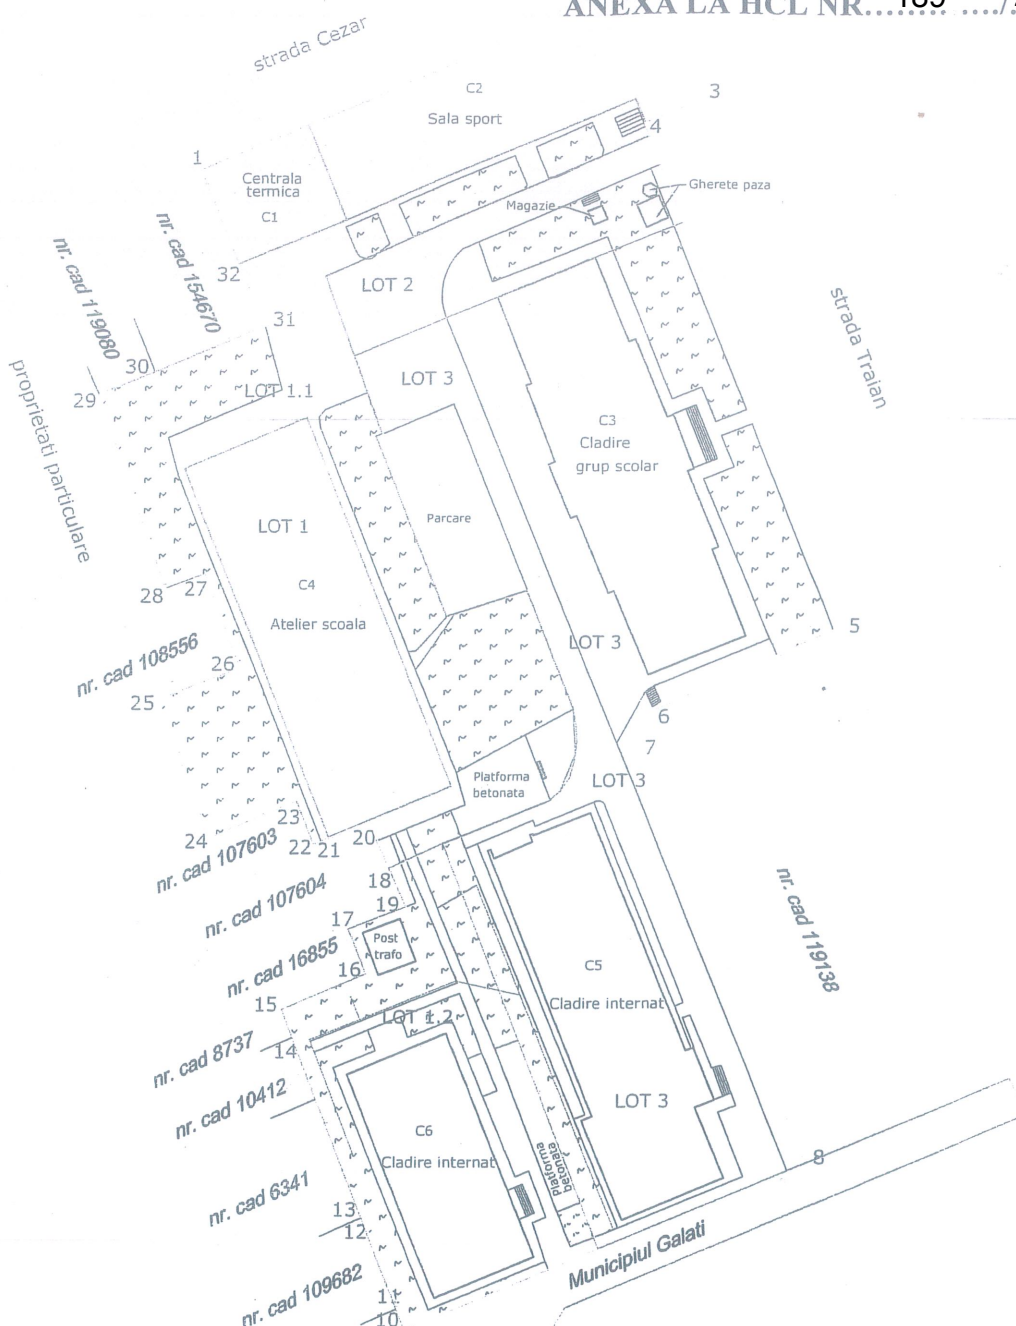 ANEXA LA HCL NR........189 ..../
strada Cezar
C2
Sala sport
3
4
1
Centrala
termica
C1
Gherete paza
Magazie
nr. cad 154670
nr. cad 119080
32
LOT 2
31
strada Traian
30
29
LOT 1.1
LOT 3
proprietati particulare
C3
Cladire
grup scolar
LOT 1
Parcare
C4
Atelier scoala
28
27
5
LOT 3
nr. cad 108556
26
25
6
7
Platforma
betonata
LOT 3
23
24
22
21
20
nr. cad 107603
18
nr. cad 107604
19
17
nr. cad 119138
Post
trafo
nr. cad 16855
16
C5
Cladire internat
15
LOT 1.2
nr. cad 8737
14
nr. cad 10412
LOT 3
C6
Cladire internat
Platforma
betonata
8
nr. cad 6341
13
12
Municipiul Galati
nr. cad 109682
11
10